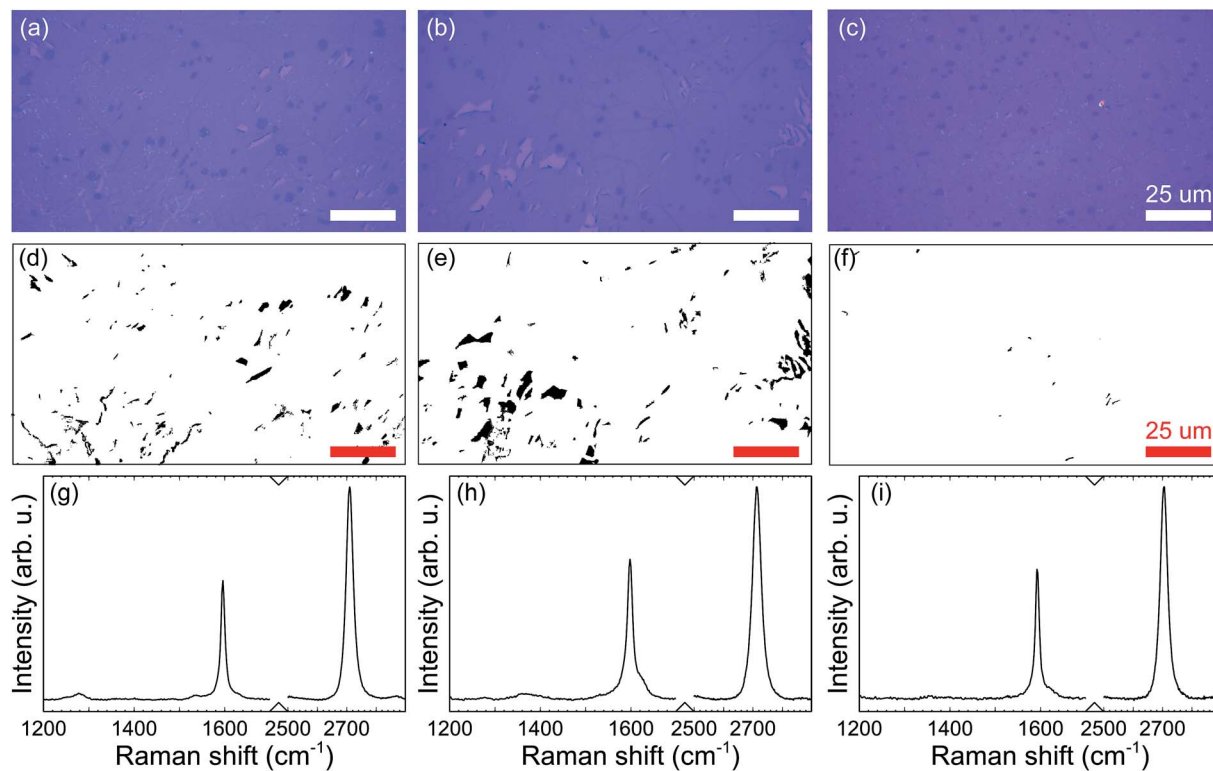 (a) (b) (c)
25 um
(d) (e) (f)
25 um
(g) (h) (i)
Intensity (arb. u.) Intensity (arb. u.) Intensity (arb. u.)
1200 1400 1600 2500 2700 1200 1400 1600 2500 2700 1200 1400 1600 2500 2700
Raman shift (cm⁻¹) Raman shift (cm⁻¹) Raman shift (cm⁻¹)